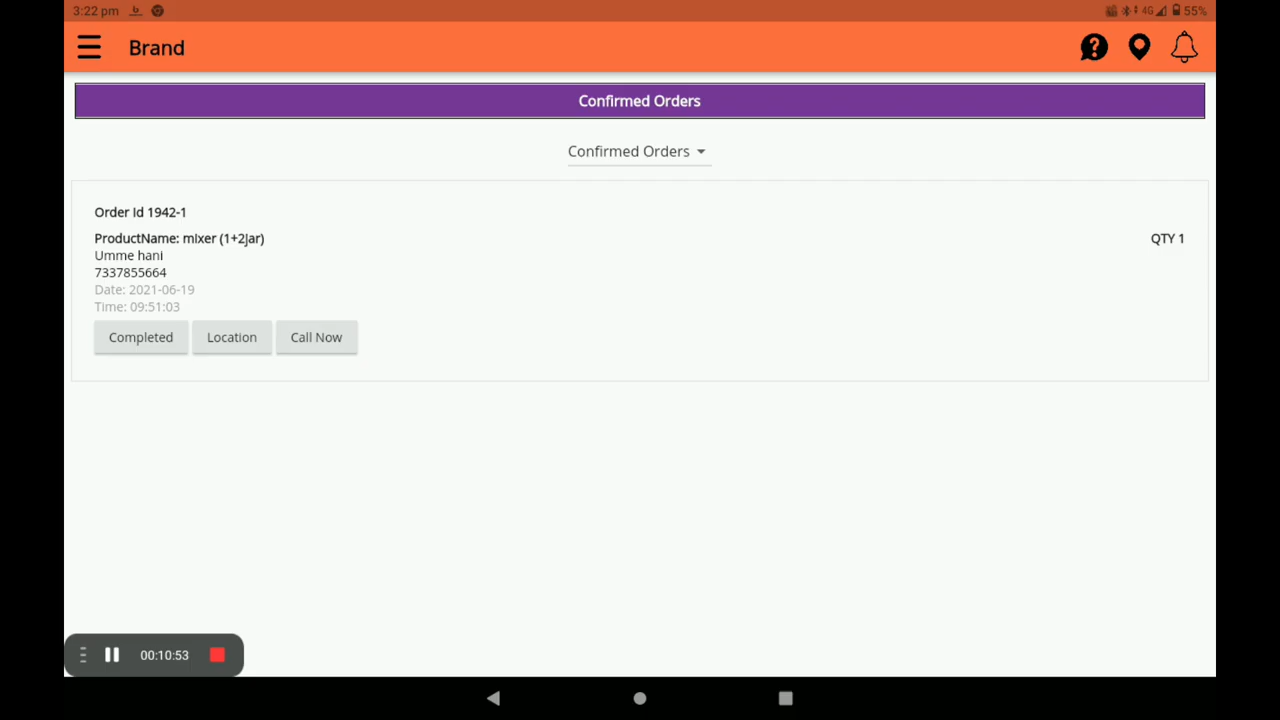 3:22 pm
4G 55%
Brand
Confirmed Orders
Confirmed Orders
Order Id 1942-1
ProductName: mixer (1+2jar)
QTY 1
Umme hani
7337855664
Date: 2021-06-19
Time: 09:51:03
Completed
Location
Call Now
00:10:53